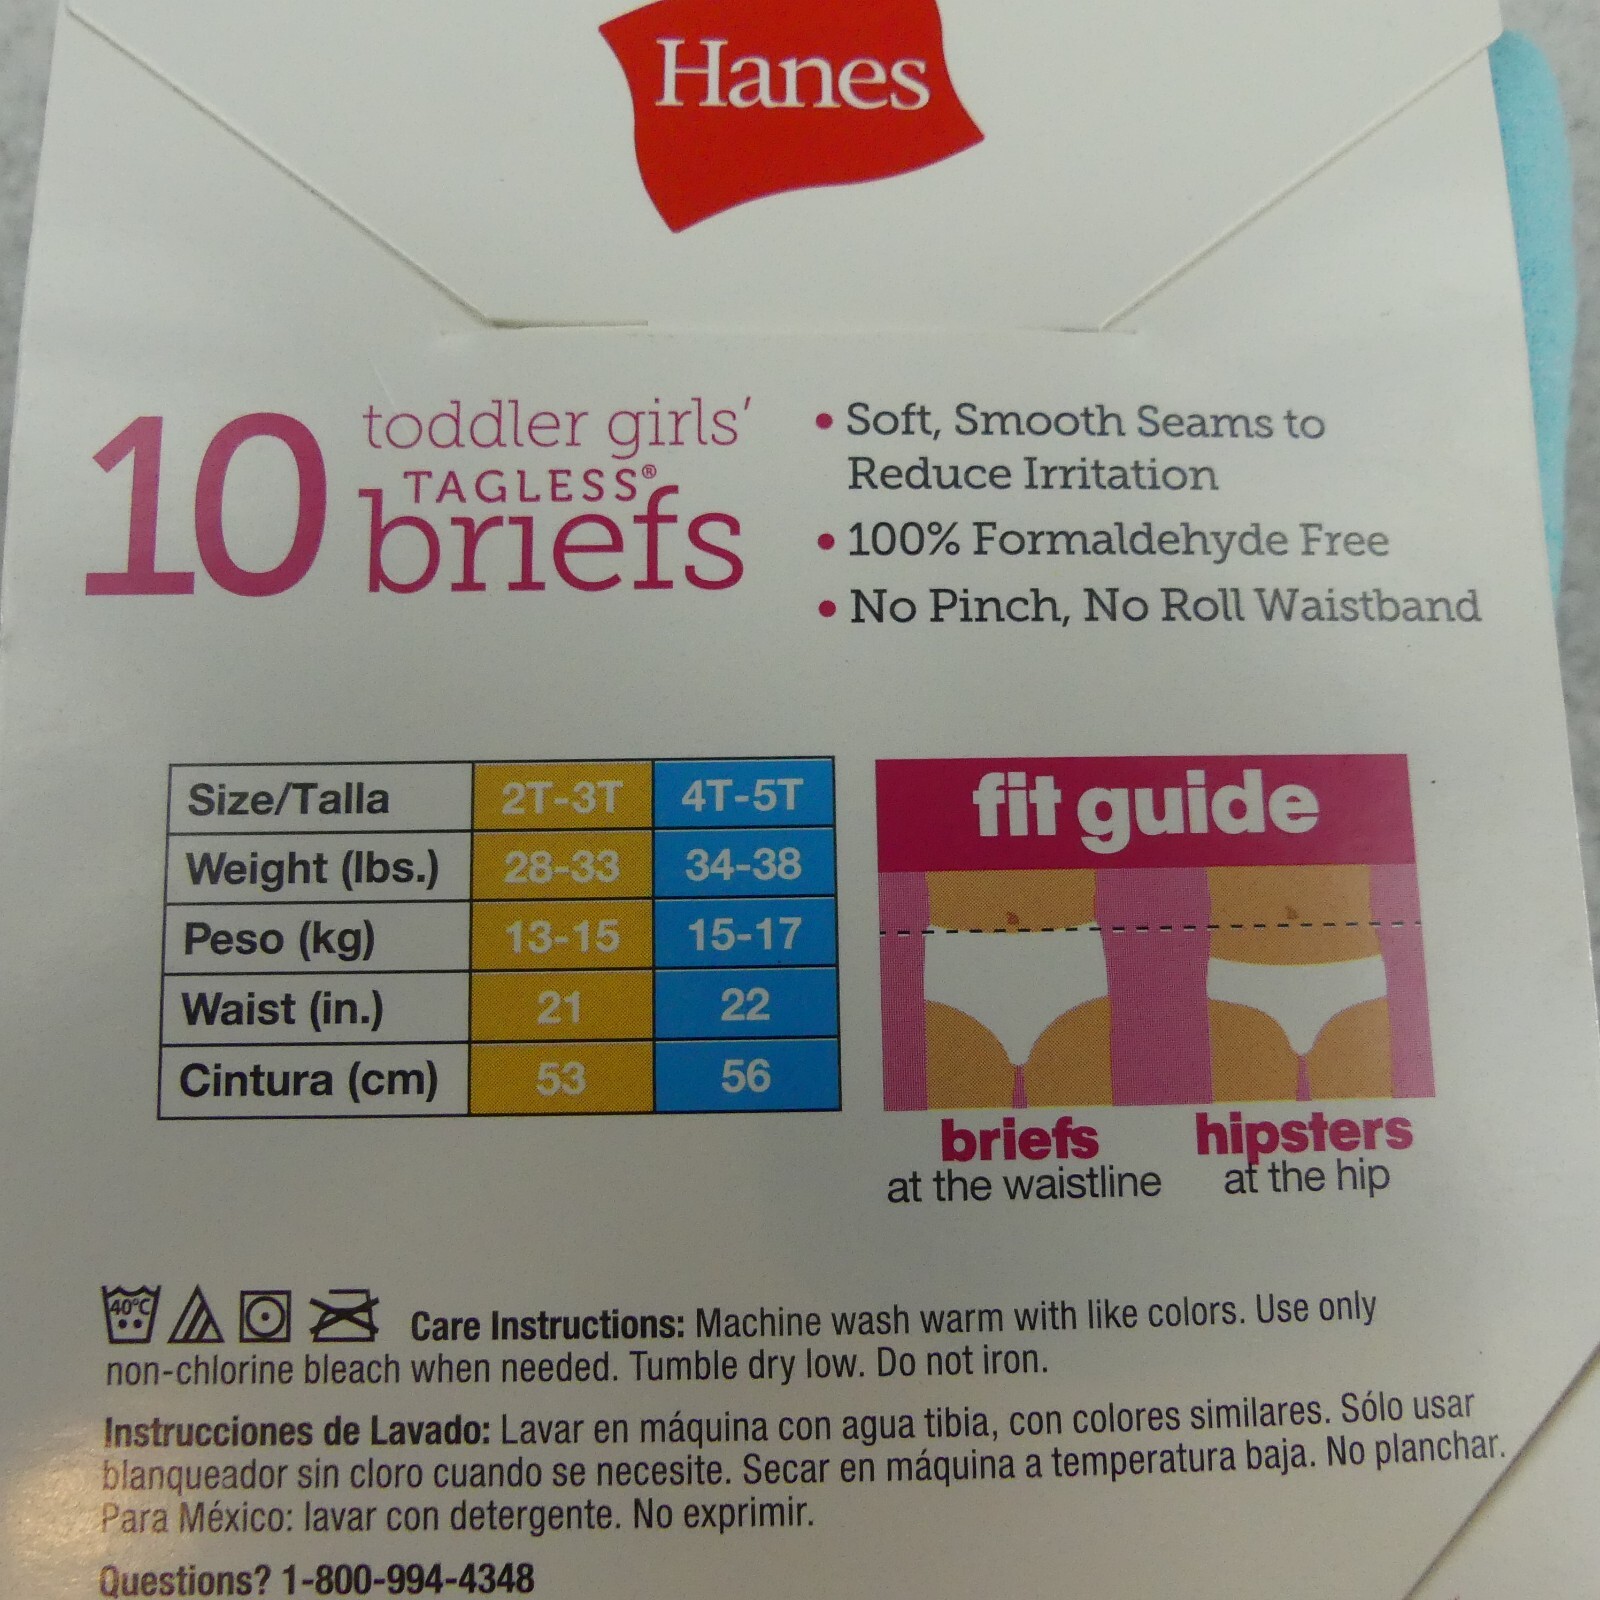 Hanes
10 toddler girls'
TAGLESS®
briefs
• Soft, Smooth Seams to
Reduce Irritation
• 100% Formaldehyde Free
• No Pinch, No Roll Waistband
Size/Talla 2T-3T 4T-5T
Weight (lbs.) 28-33 34-38
Peso (kg) 13-15 15-17
Waist (in.) 21 22
Cintura (cm) 53 56
fit guide
briefs
at the waistline
hipsters
at the hip
40°C
Care Instructions: Machine wash warm with like colors. Use only
non-chlorine bleach when needed. Tumble dry low. Do not iron.
Instrucciones de Lavado: Lavar en máquina con agua tibia, con colores similares. Sólo usar
blanqueador sin cloro cuando se necesite. Secar en máquina a temperatura baja. No planchar.
Para México: lavar con detergente. No exprimir.
Questions? 1-800-994-4348